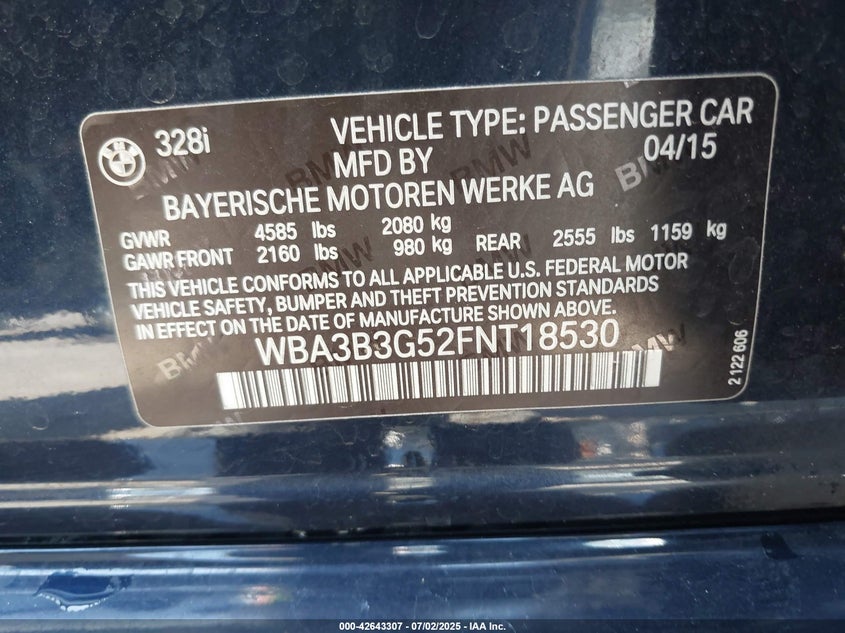 328i VEHICLE TYPE: PASSENGER CAR
MFD BY 04/15
BAYERISCHE MOTOREN WERKE AG
GVWR 4585 lbs 2080 kg
GAWR FRONT 2160 lbs 980 kg REAR 2555 lbs 1159 kg
THIS VEHICLE CONFORMS TO ALL APPLICABLE U.S. FEDERAL MOTOR
VEHICLE SAFETY, BUMPER AND THEFT PREVENTION STANDARDS
IN EFFECT ON THE DATE OF MANUFACTURE SHOWN ABOVE.
WBA3B3G52FNT18530
2 122 606
000-42643307 - 07/02/2025 - IAA Inc.